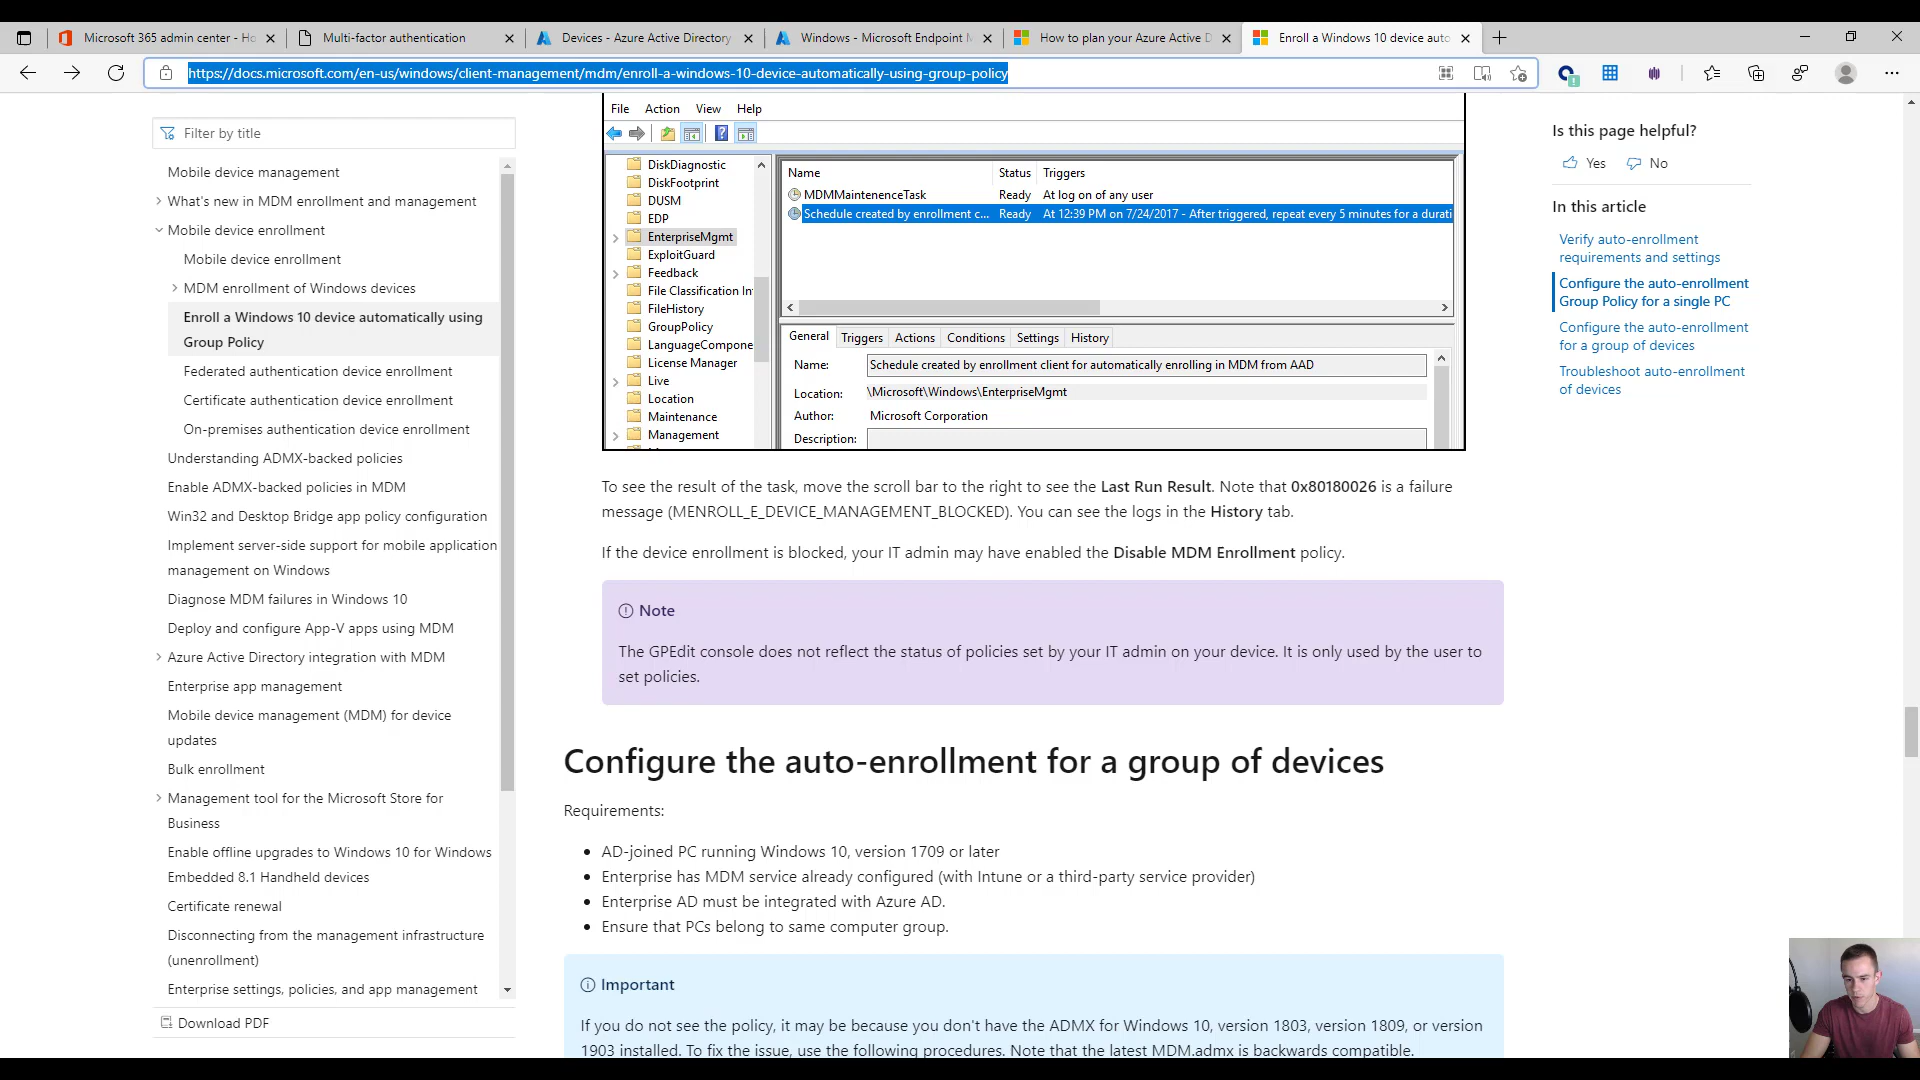 Microsoft 365 admin center - Ho
Multi-factor authentication
Devices - Azure Active Directory
Windows - Microsoft Endpoint M
How to plan your Azure Active D
Enroll a Windows 10 device auto
https://docs.microsoft.com/en-us/windows/client-management/mdm/enroll-a-windows-10-device-automatically-using-group-policy
Filter by title
Mobile device management
What's new in MDM enrollment and management
Mobile device enrollment
Mobile device enrollment
MDM enrollment of Windows devices
Enroll a Windows 10 device automatically using
Group Policy
Federated authentication device enrollment
Certificate authentication device enrollment
On-premises authentication device enrollment
Understanding ADMX-backed policies
Enable ADMX-backed policies in MDM
Win32 and Desktop Bridge app policy configuration
Implement server-side support for mobile application
management on Windows
Diagnose MDM failures in Windows 10
Deploy and configure App-V apps using MDM
Azure Active Directory integration with MDM
Enterprise app management
Mobile device management (MDM) for device
updates
Bulk enrollment
Management tool for the Microsoft Store for
Business
Enable offline upgrades to Windows 10 for Windows
Embedded 8.1 Handheld devices
Certificate renewal
Disconnecting from the management infrastructure
(unenrollment)
Enterprise settings, policies, and app management
Download PDF
File Action View Help
DiskDiagnostic
DiskFootprint
DUSM
EDP
EnterpriseMgmt
ExploitGuard
Feedback
File Classification In
FileHistory
GroupPolicy
LanguageCompone
License Manager
Live
Location
Maintenance
Management
Name Status Triggers
MDMMaintenenceTask Ready At log on of any user
Schedule created by enrollment c... Ready At 12:39 PM on 7/24/2017 - After triggered, repeat every 5 minutes for a durati
General Triggers Actions Conditions Settings History
Name: Schedule created by enrollment client for automatically enrolling in MDM from AAD
Location: \Microsoft\Windows\EnterpriseMgmt
Author: Microsoft Corporation
Description:
To see the result of the task, move the scroll bar to the right to see the Last Run Result. Note that 0x80180026 is a failure
message (MENROLL_E_DEVICE_MANAGEMENT_BLOCKED). You can see the logs in the History tab.
If the device enrollment is blocked, your IT admin may have enabled the Disable MDM Enrollment policy.
Note
The GPEdit console does not reflect the status of policies set by your IT admin on your device. It is only used by the user to
set policies.
Configure the auto-enrollment for a group of devices
Requirements:
• AD-joined PC running Windows 10, version 1709 or later
• Enterprise has MDM service already configured (with Intune or a third-party service provider)
• Enterprise AD must be integrated with Azure AD.
• Ensure that PCs belong to same computer group.
Important
If you do not see the policy, it may be because you don't have the ADMX for Windows 10, version 1803, version 1809, or version
1903 installed. To fix the issue, use the following procedures. Note that the latest MDM.admx is backwards compatible.
Is this page helpful?
Yes No
In this article
Verify auto-enrollment
requirements and settings
Configure the auto-enrollment
Group Policy for a single PC
Configure the auto-enrollment
for a group of devices
Troubleshoot auto-enrollment
of devices